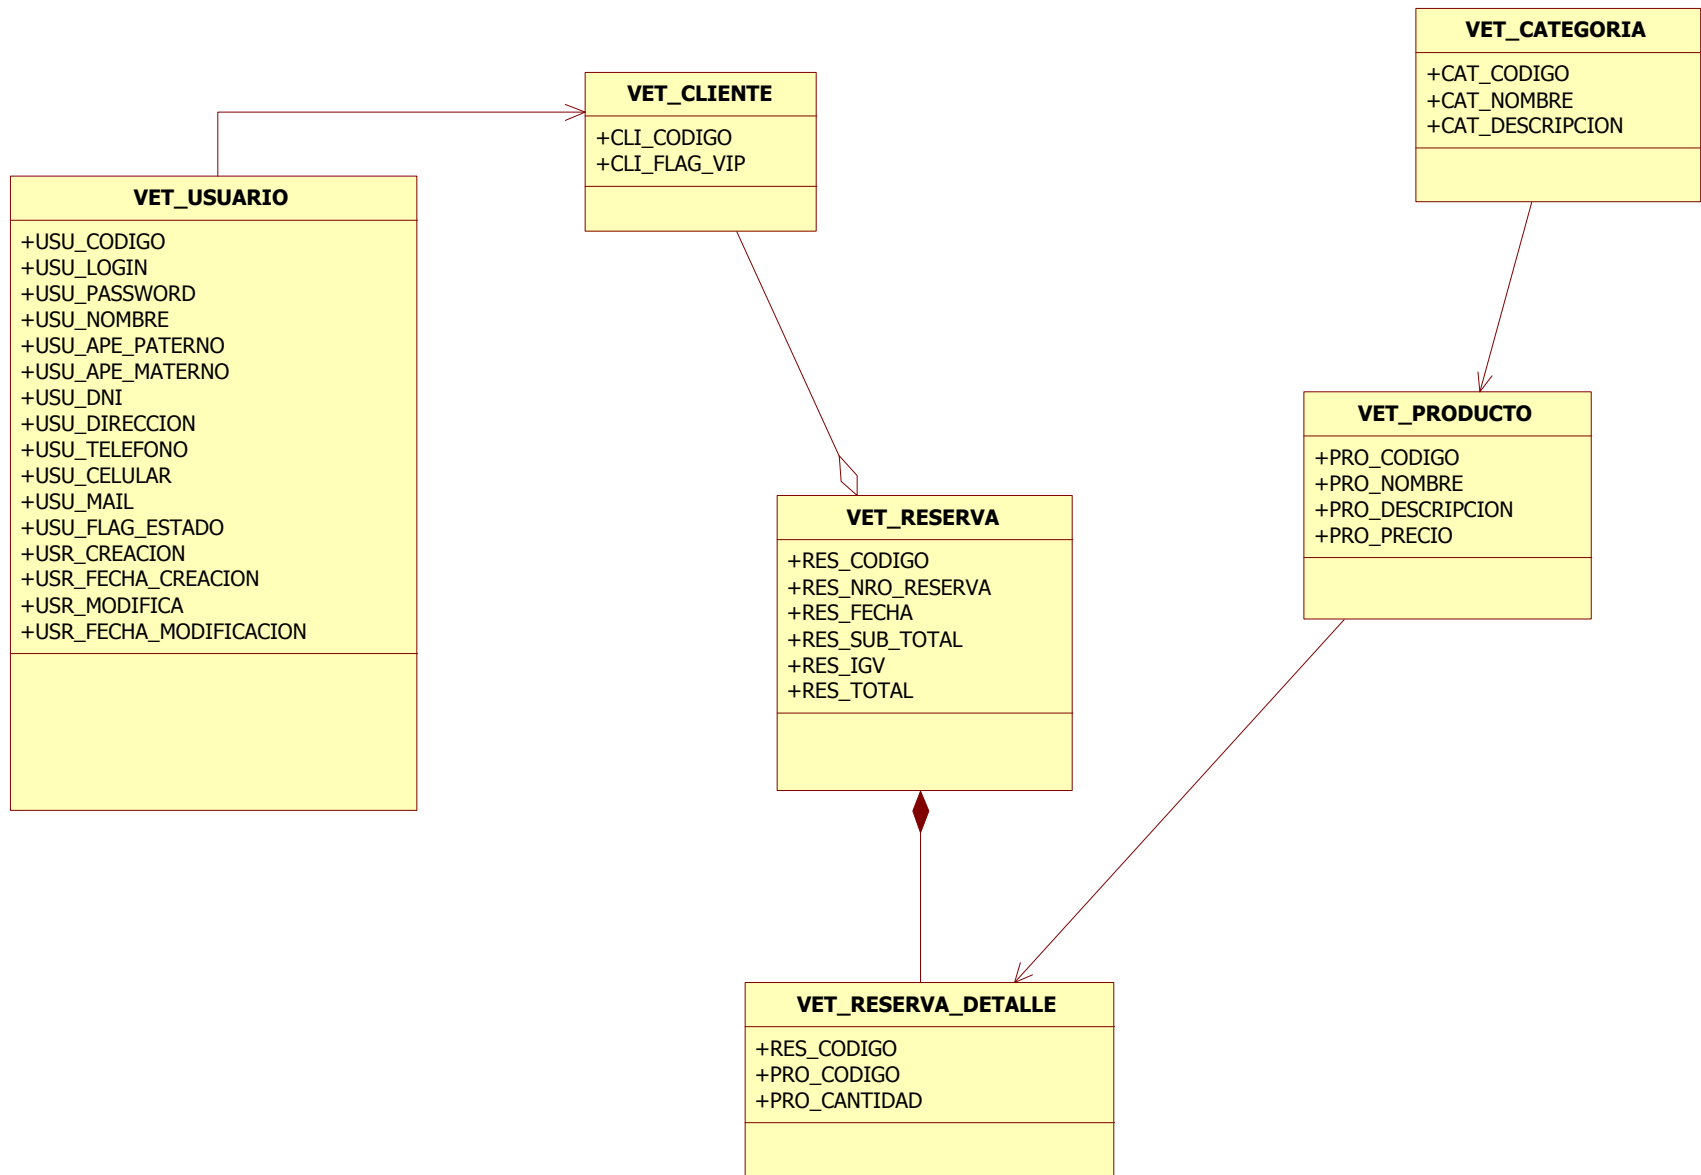 VET_CATEGORIA
+CAT_CODIGO
+CAT_NOMBRE
+CAT_DESCRIPCION
VET_CLIENTE
+CLI_CODIGO
+CLI_FLAG_VIP
VET_USUARIO
+USU_CODIGO
+USU_LOGIN
+USU_PASSWORD
+USU_NOMBRE
+USU_APE_PATERNO
+USU_APE_MATERNO
+USU_DNI
+USU_DIRECCION
+USU_TELEFONO
+USU_CELULAR
+USU_MAIL
+USU_FLAG_ESTADO
+USR_CREACION
+USR_FECHA_CREACION
+USR_MODIFICA
+USR_FECHA_MODIFICACION
VET_PRODUCTO
+PRO_CODIGO
+PRO_NOMBRE
+PRO_DESCRIPCION
+PRO_PRECIO
VET_RESERVA
+RES_CODIGO
+RES_NRO_RESERVA
+RES_FECHA
+RES_SUB_TOTAL
+RES_IGV
+RES_TOTAL
VET_RESERVA_DETALLE
+RES_CODIGO
+PRO_CODIGO
+PRO_CANTIDAD